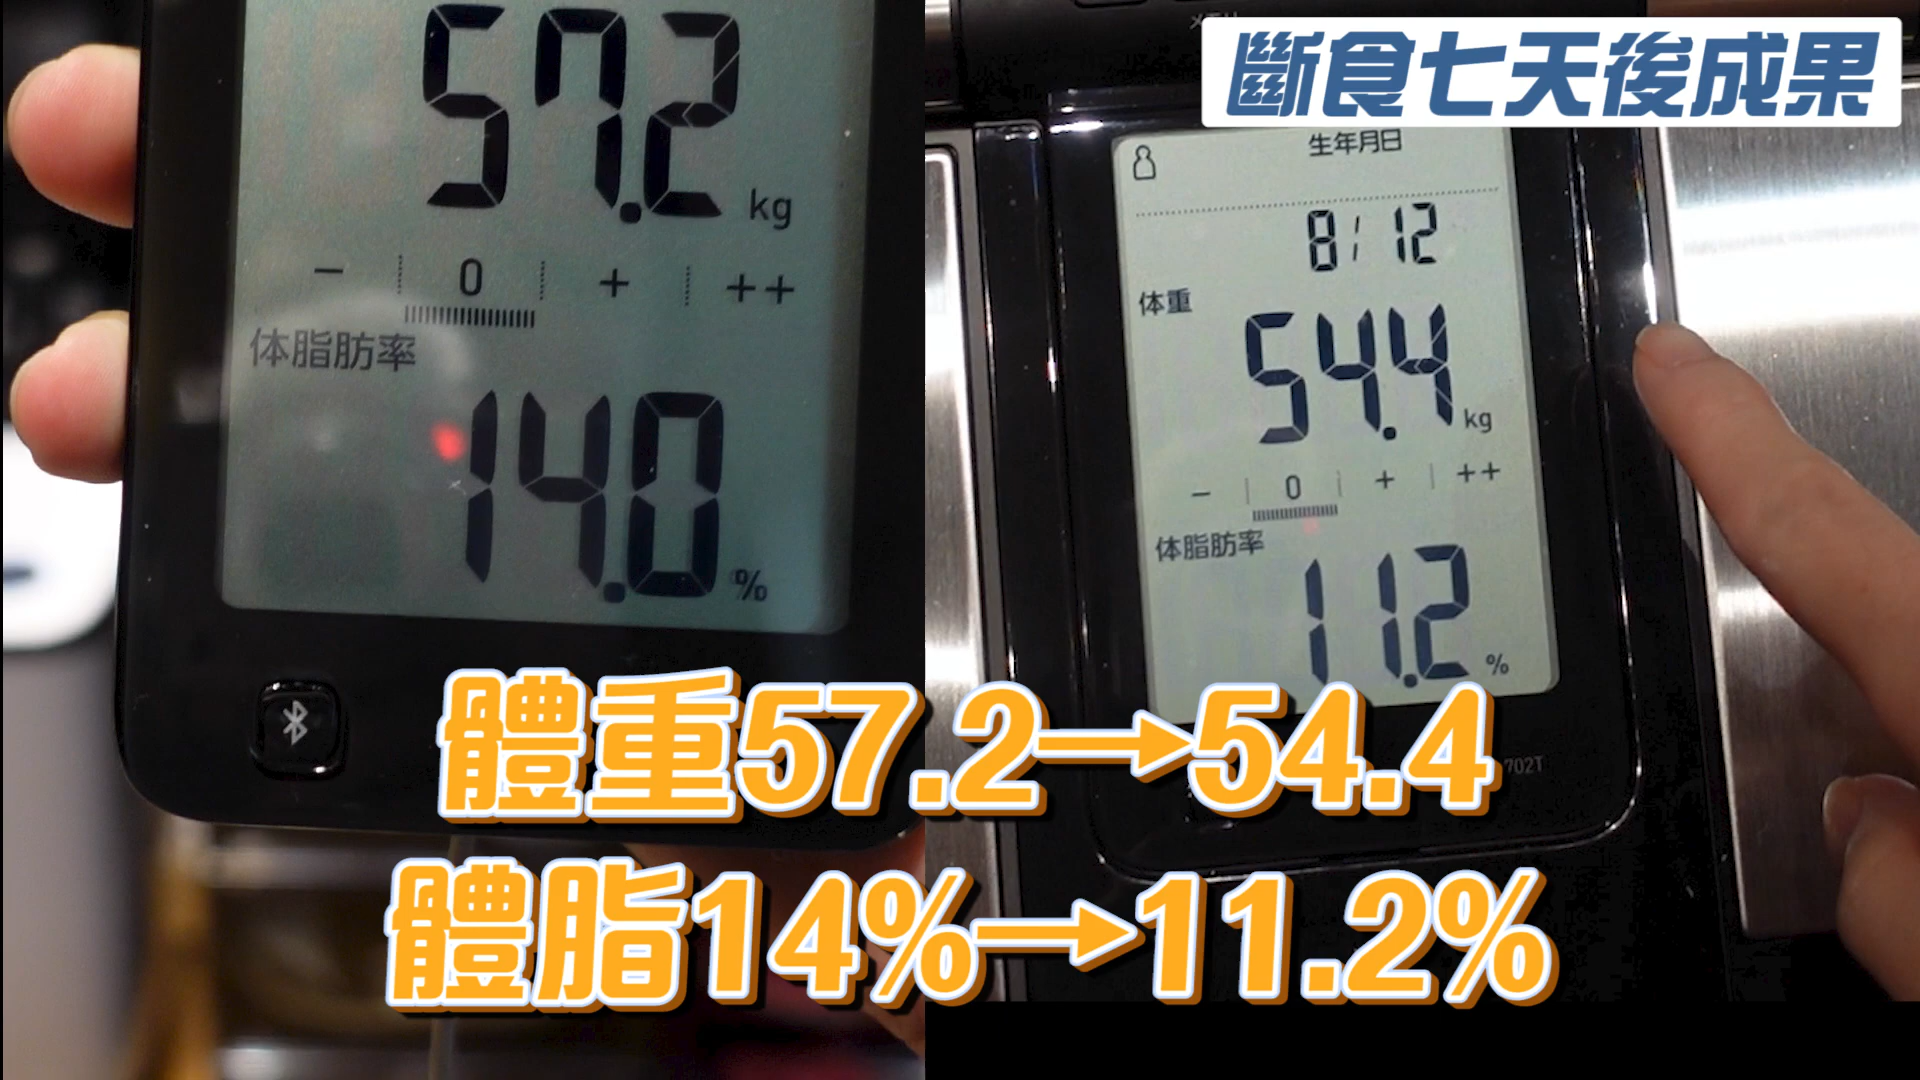 斷食七天後成果
57.2
kg
- 0 + ++
体脂肪率
14.0
%
生年月日
8/12
体重
54.4
kg
- 0 + ++
体脂肪率
11.2
%
702T
體重57.2→54.4
體脂14%→11.2%